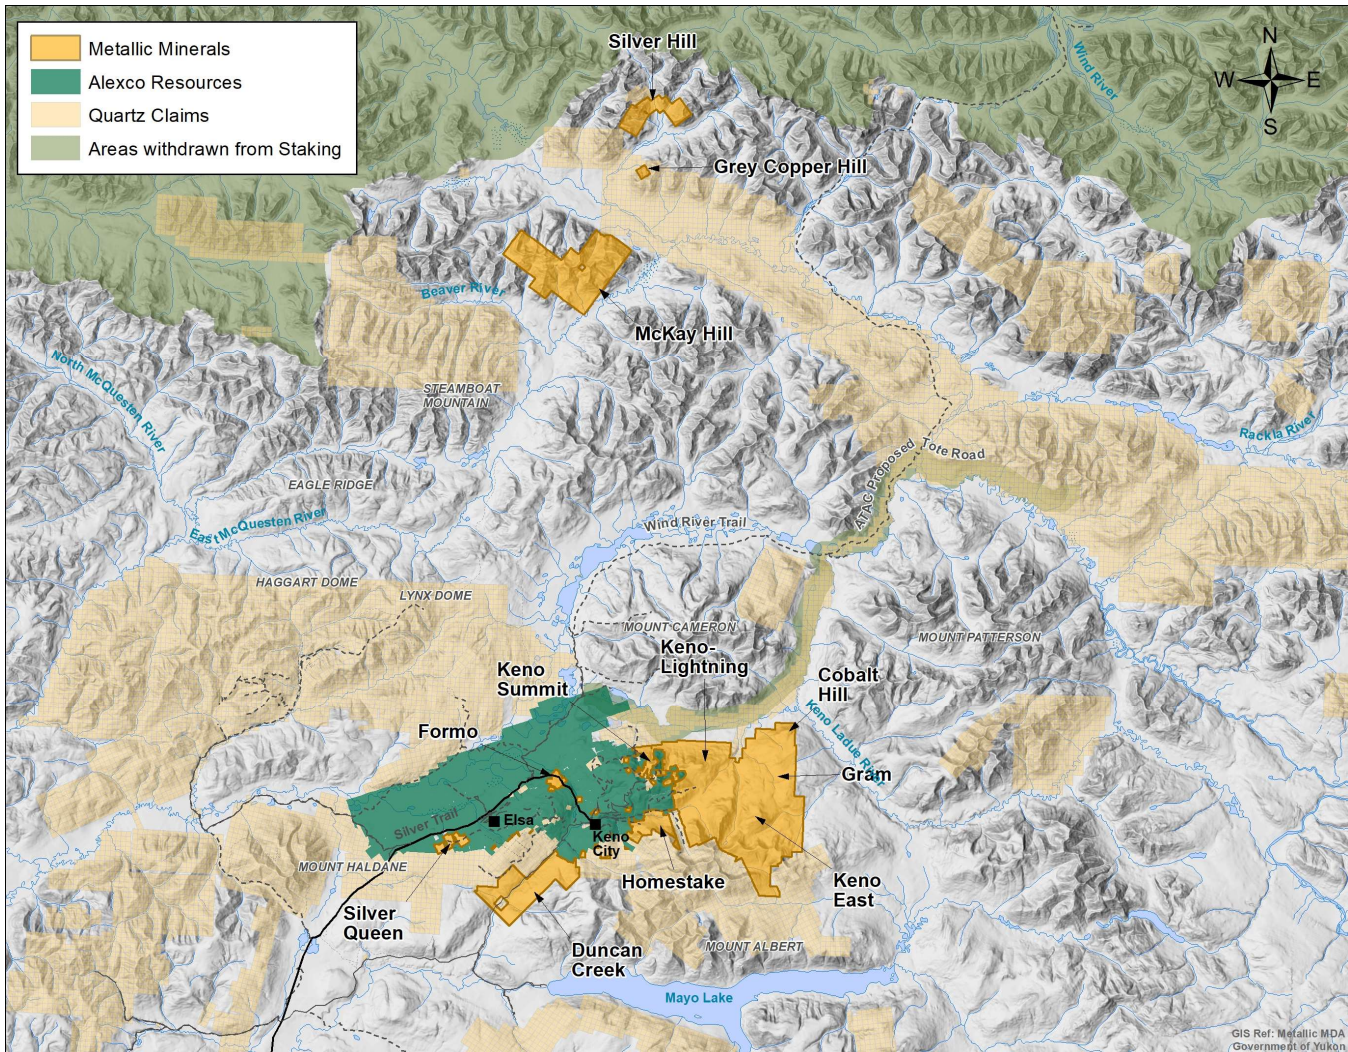 Metallic Minerals
Alexco Resources
Quartz Claims
Areas withdrawn from Staking
Silver Hill
Wind River
N
W
E
S
Grey Copper Hill
Beaver River
McKay Hill
North McQuesten River
STEAMBOAT
MOUNTAIN
Rackla River
ATAC Proposed
Tote Road
EAGLE RIDGE
East McQuesten River
Wind River Trail
HAGGART DOME
LYNX DOME
MOUNT CAMERON
MOUNT PATTERSON
Keno-
Lightning
Keno
Summit
Cobalt
Hill
Keno Ladue River
Formo
Gram
Silver Trail
Elsa
Keno
City
MOUNT HALDANE
Homestake
Keno
East
Silver
Queen
Duncan
Creek
MOUNT ALBERT
Mayo Lake
GIS Ref: Metallic MDA
Government of Yukon